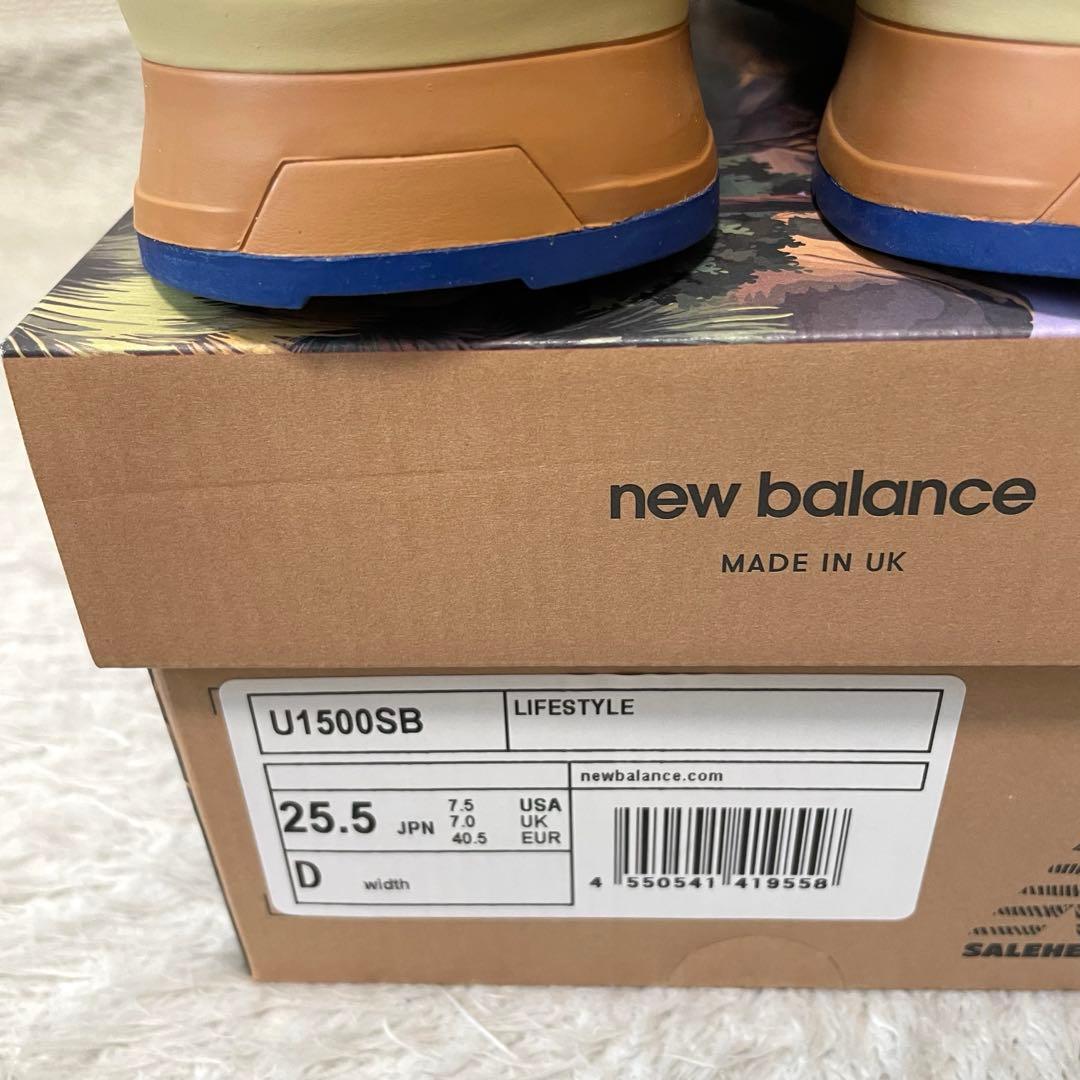 new balance
MADE IN UK
U1500SB
LIFESTYLE
newbalance.com
25.5 JPN
7.5 USA
7.0 UK
40.5 EUR
D width
4 550541 419558